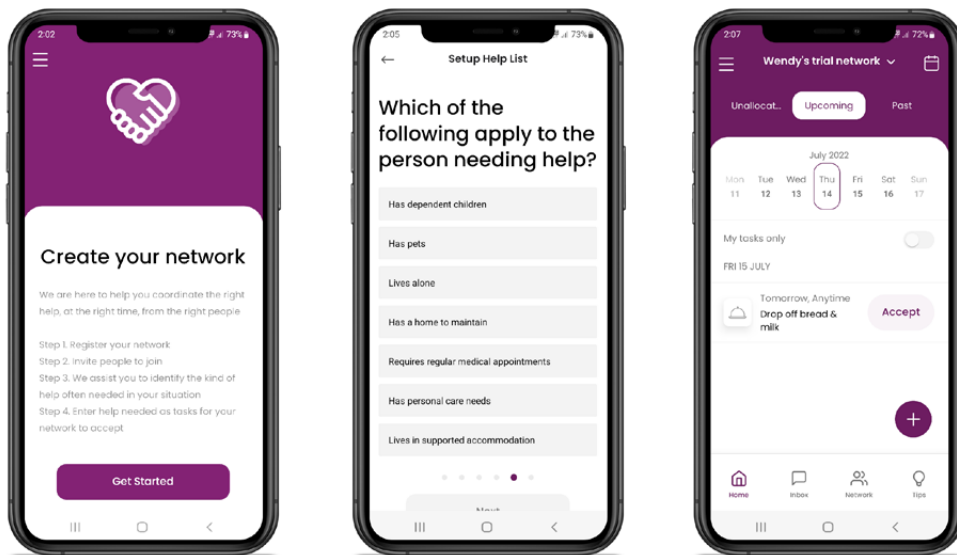 2:02
73%
Create your network
We are here to help you coordinate the right
help, at the right time, from the right people
Step 1. Register your network
Step 2. Invite people to join
Step 3. We assist you to identify the kind of
help often needed in your situation
Step 4. Enter help needed as tasks for your
network to accept
Get Started
2:05
73%
Setup Help List
Which of the
following apply to the
person needing help?
Has dependent children
Has pets
Lives alone
Has a home to maintain
Requires regular medical appointments
Has personal care needs
Lives in supported accommodation
Next
2:07
72%
Wendy's trial network
Unallocat.. Upcoming Past
July 2022
Mon Tue Wed Thu Fri Sat Sun
11 12 13 14 15 16 17
My tasks only
FRI 15 JULY
Tomorrow, Anytime
Drop off bread &
milk
Accept
Home Inbox Network Tips